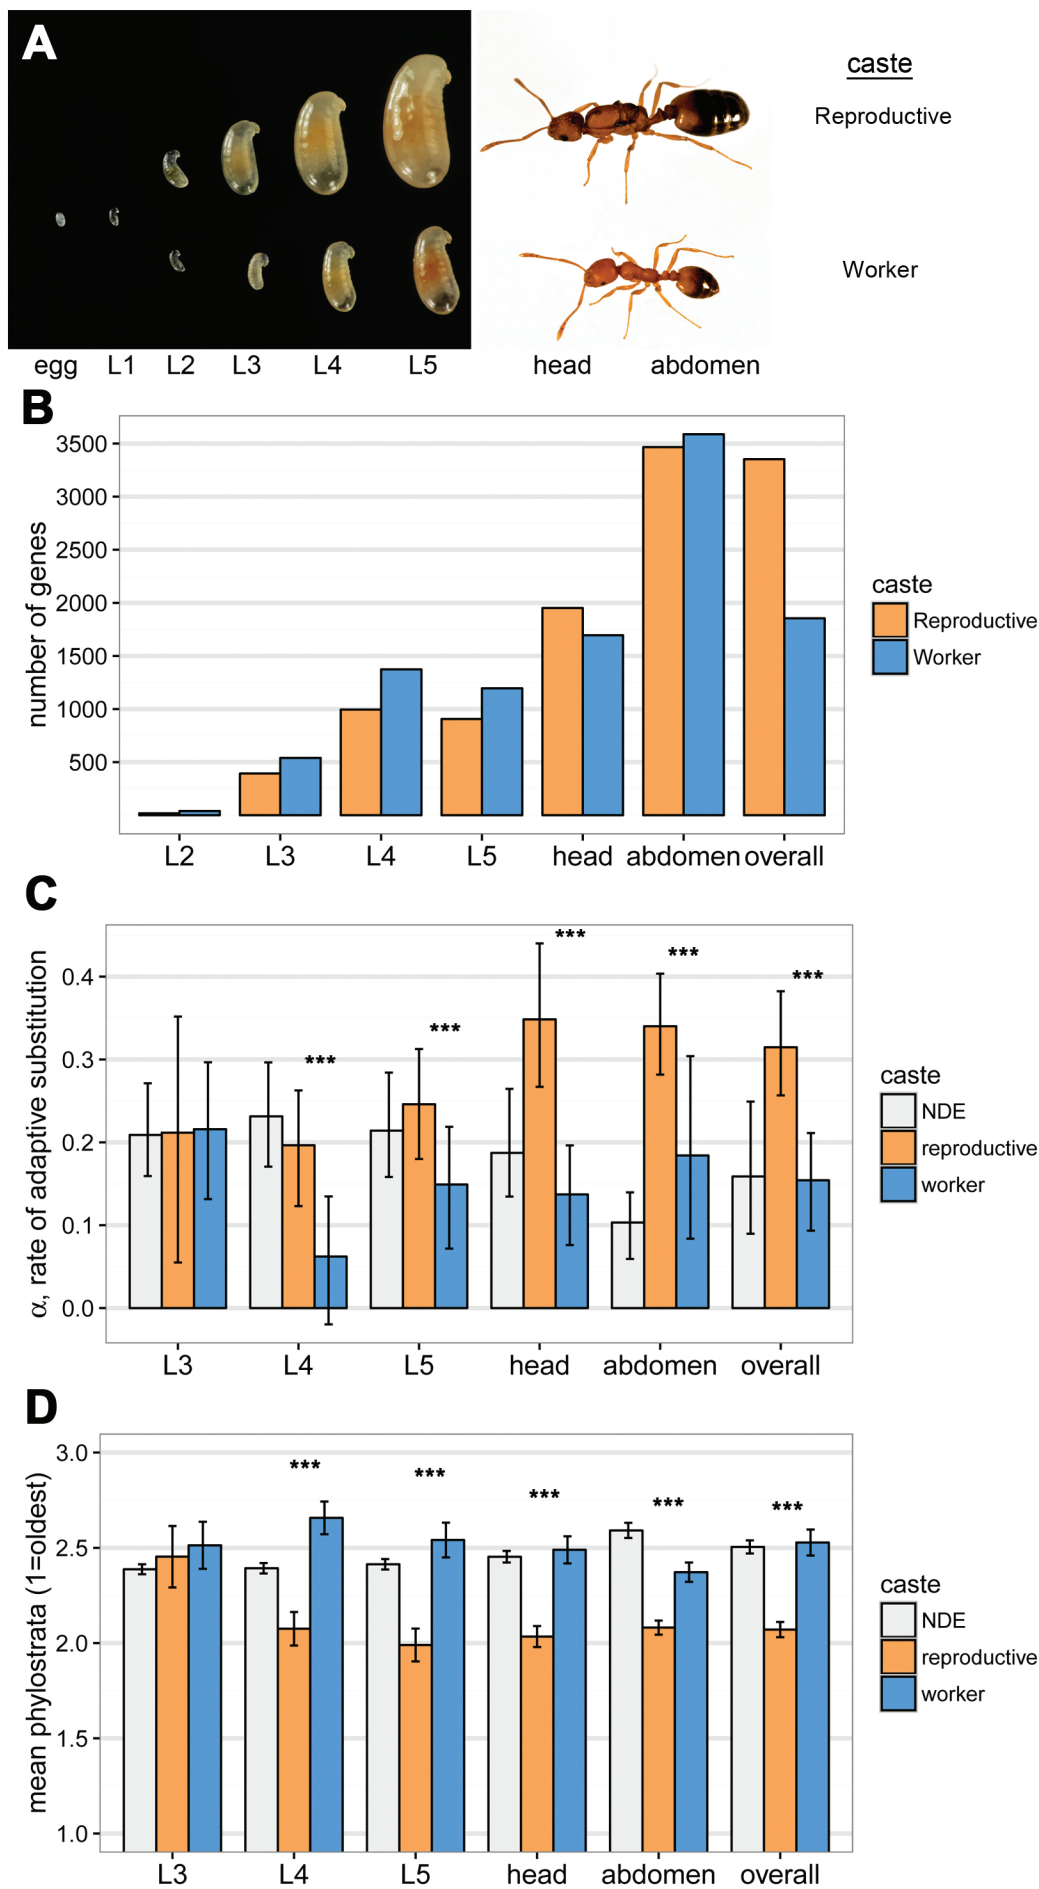 A
caste
Reproductive
Worker
egg L1 L2 L3 L4 L5 head abdomen
B
number of genes
3500
3000
2500
2000
1500
1000
500
L2 L3 L4 L5 head abdomen overall
caste
Reproductive
Worker
C
α, rate of adaptive substitution
0.4
0.3
0.2
0.1
0.0
***
***
***
***
***
L3 L4 L5 head abdomen overall
caste
NDE
reproductive
worker
D
mean phylostrata (1=oldest)
3.0
2.5
2.0
1.5
1.0
***
***
***
***
***
L3 L4 L5 head abdomen overall
caste
NDE
reproductive
worker